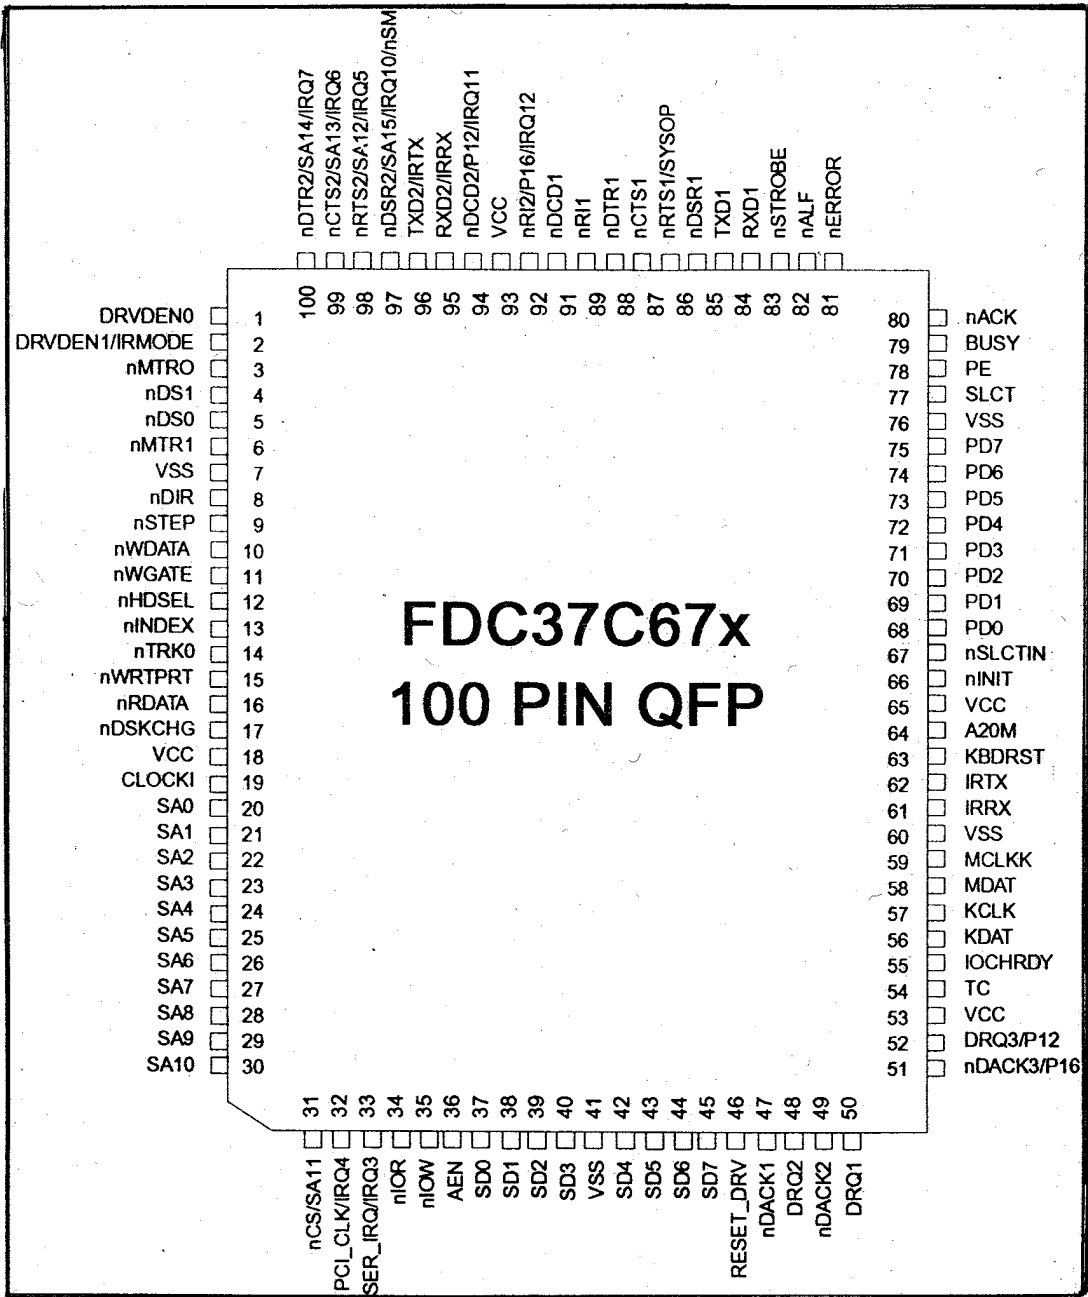 nDTR2/SA14/IRQ7
nCTS2/SA13/IRQ6
nRTS2/SA12/IRQ5
nDSR2/SA15/IRQ10/nSM
TXD2/IRTX
RXD2/IRRX
nDCD2/P12/IRQ11
VCC
nRI2/P16/IRQ12
nDCD1
nRI1
nDTR1
nCTS1
nRTS1/SYSOP
nDSR1
TXD1
RXD1
nSTROBE
nALF
nERROR
100 99 98 97 96 95 94 93 92 91 89 88 87 86 85 84 83 82 81
DRVDEN0 1
DRVDEN1/IRMODE 2
nMTRO 3
nDS1 4
nDS0 5
nMTR1 6
VSS 7
nDIR 8
nSTEP 9
nWDATA 10
nWGATE 11
nHDSEL 12
nINDEX 13
nTRK0 14
nWRTPRT 15
nRDATA 16
nDSKCHG 17
VCC 18
CLOCKI 19
SA0 20
SA1 21
SA2 22
SA3 23
SA4 24
SA5 25
SA6 26
SA7 27
SA8 28
SA9 29
SA10 30
FDC37C67x
100 PIN QFP
80 nACK
79 BUSY
78 PE
77 SLCT
76 VSS
75 PD7
74 PD6
73 PD5
72 PD4
71 PD3
70 PD2
69 PD1
68 PD0
67 nSLCTIN
66 nINIT
65 VCC
64 A20M
63 KBDRST
62 IRTX
61 IRRX
60 VSS
59 MCLKK
58 MDAT
57 KCLK
56 KDAT
55 IOCHRDY
54 TC
53 VCC
52 DRQ3/P12
51 nDACK3/P16
31 32 33 34 35 36 37 38 39 40 41 42 43 44 45 46 47 48 49 50
nCS/SA11
PCI_CLK/IRQ4
SER_IRQ/IRQ3
nIOR
nIOW
AEN
SD0
SD1
SD2
SD3
VSS
SD4
SD5
SD6
SD7
RESET_DRV
nDACK1
DRQ2
nDACK2
DRQ1